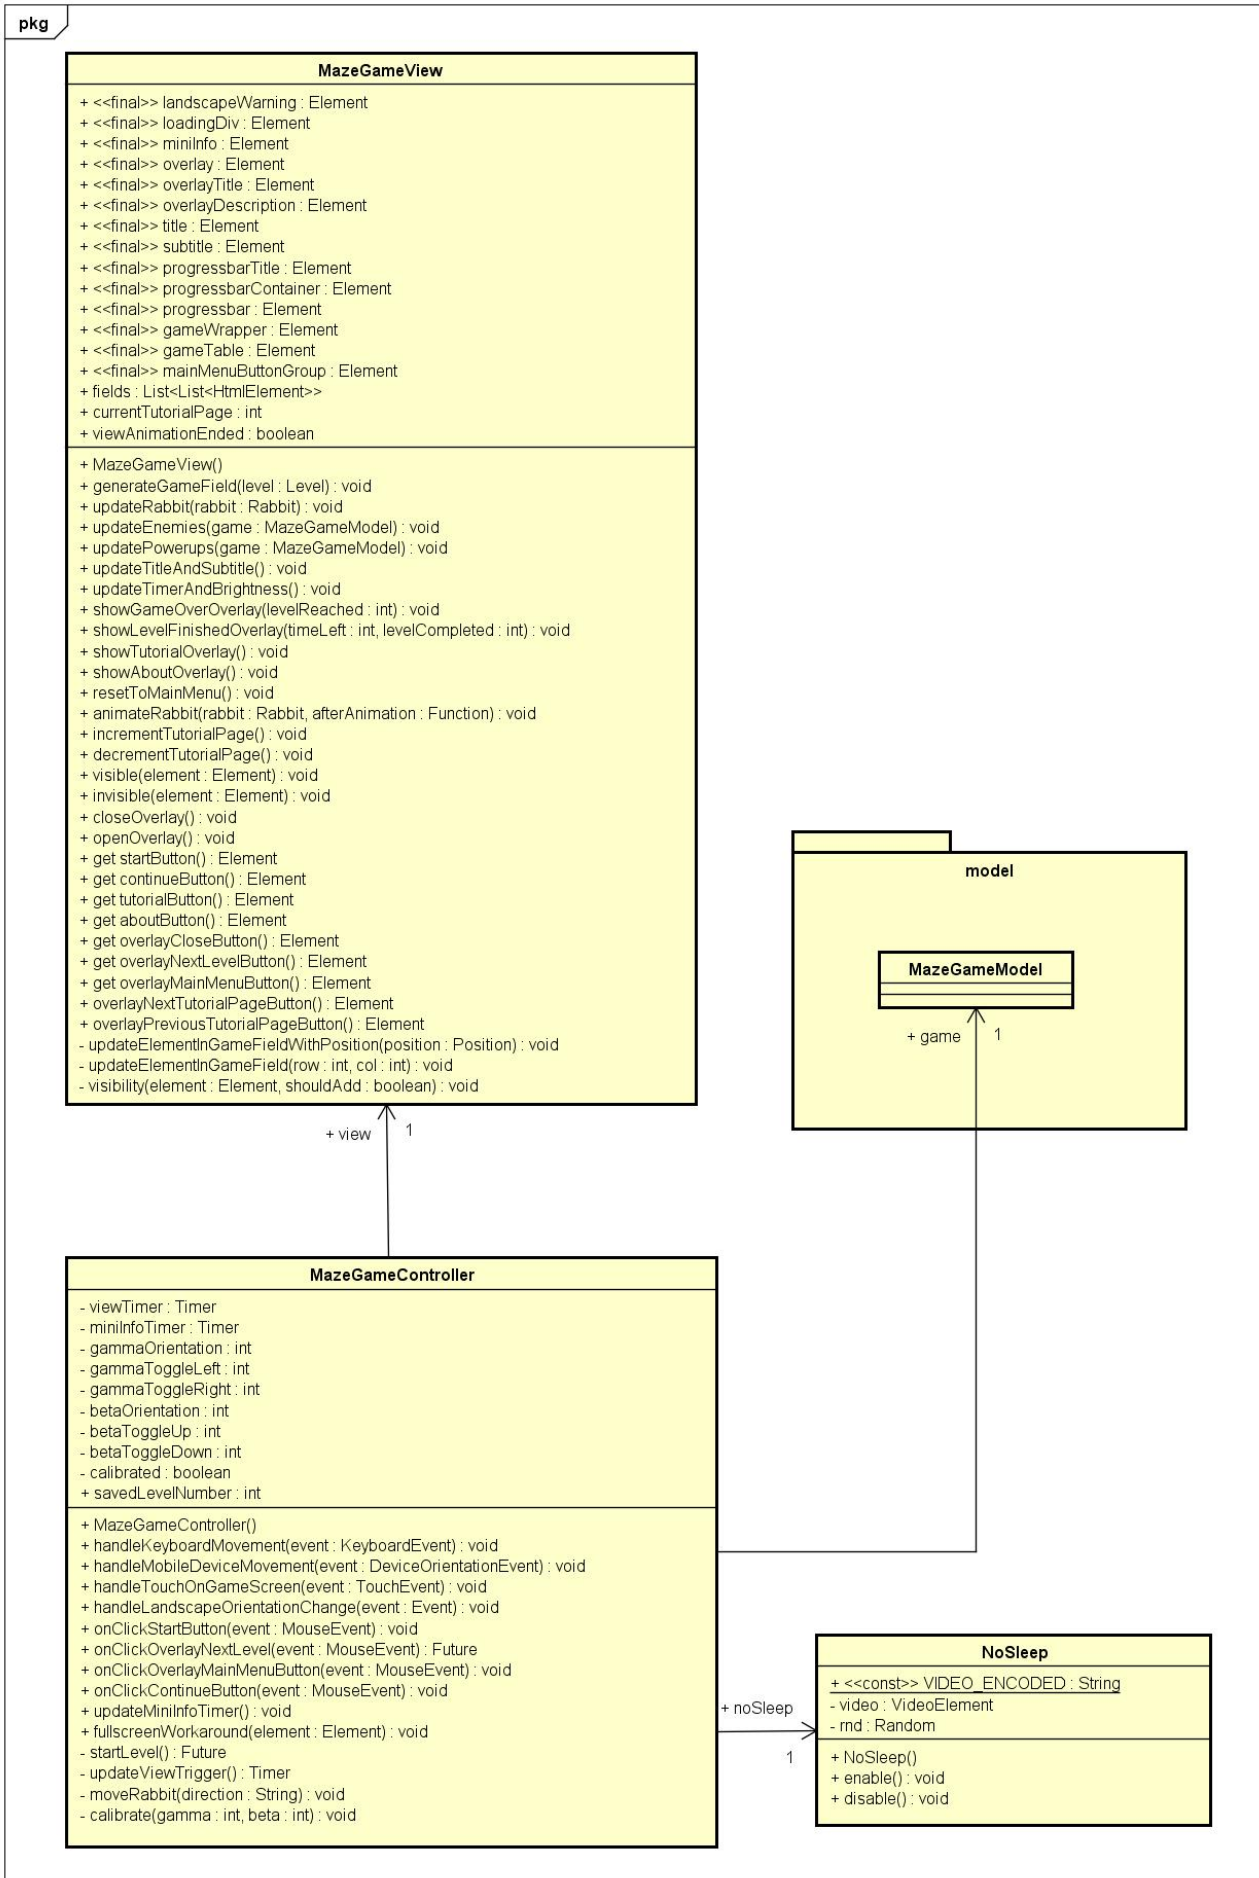 pkg
MazeGameView
+ <<final>> landscapeWarning : Element
+ <<final>> loadingDiv : Element
+ <<final>> miniInfo : Element
+ <<final>> overlay : Element
+ <<final>> overlayTitle : Element
+ <<final>> overlayDescription : Element
+ <<final>> title : Element
+ <<final>> subtitle : Element
+ <<final>> progressbarTitle : Element
+ <<final>> progressbarContainer : Element
+ <<final>> progressbar : Element
+ <<final>> gameWrapper : Element
+ <<final>> gameTable : Element
+ <<final>> mainMenuButtonGroup : Element
+ fields : List<List<HtmlElement>>
+ currentTutorialPage : int
+ viewAnimationEnded : boolean
+ MazeGameView()
+ generateGameField(level : Level) : void
+ updateRabbit(rabbit : Rabbit) : void
+ updateEnemies(game : MazeGameModel) : void
+ updatePowerups(game : MazeGameModel) : void
+ updateTitleAndSubtitle() : void
+ updateTimerAndBrightness() : void
+ showGameOverOverlay(levelReached : int) : void
+ showLevelFinishedOverlay(timeLeft : int, levelCompleted : int) : void
+ showTutorialOverlay() : void
+ showAboutOverlay() : void
+ resetToMainMenu() : void
+ animateRabbit(rabbit : Rabbit, afterAnimation : Function) : void
+ incrementTutorialPage() : void
+ decrementTutorialPage() : void
+ visible(element : Element) : void
+ invisible(element : Element) : void
+ closeOverlay() : void
+ openOverlay() : void
+ get startButton() : Element
+ get continueButton() : Element
+ get tutorialButton() : Element
+ get aboutButton() : Element
+ get overlayCloseButton() : Element
+ get overlayNextLevelButton() : Element
+ get overlayMainMenuButton() : Element
+ overlayNextTutorialPageButton() : Element
+ overlayPreviousTutorialPageButton() : Element
- updateElementInGameFieldWithPosition(position : Position) : void
- updateElementInGameField(row : int, col : int) : void
- visibility(element : Element, shouldAdd : boolean) : void
model
MazeGameModel
+ game 1
+ view 1
MazeGameController
- viewTimer : Timer
- miniInfoTimer : Timer
- gammaOrientation : int
- gammaToggleLeft : int
- gammaToggleRight : int
- betaOrientation : int
- betaToggleUp : int
- betaToggleDown : int
- calibrated : boolean
+ savedLevelNumber : int
+ MazeGameController()
+ handleKeyboardMovement(event : KeyboardEvent) : void
+ handleMobileDeviceMovement(event : DeviceOrientationEvent) : void
+ handleTouchOnGameScreen(event : TouchEvent) : void
+ handleLandscapeOrientationChange(event : Event) : void
+ onClickStartButton(event : MouseEvent) : void
+ onClickOverlayNextLevel(event : MouseEvent) : Future
+ onClickOverlayMainMenuButton(event : MouseEvent) : void
+ onClickContinueButton(event : MouseEvent) : void
+ updateMiniInfoTimer() : void
+ fullscreenWorkaround(element : Element) : void
- startLevel() : Future
- updateViewTrigger() : Timer
- moveRabbit(direction : String) : void
- calibrate(gamma : int, beta : int) : void
+ noSleep
1
NoSleep
+ <<const>> VIDEO_ENCODED : String
- video : VideoElement
- rnd : Random
+ NoSleep()
+ enable() : void
+ disable() : void